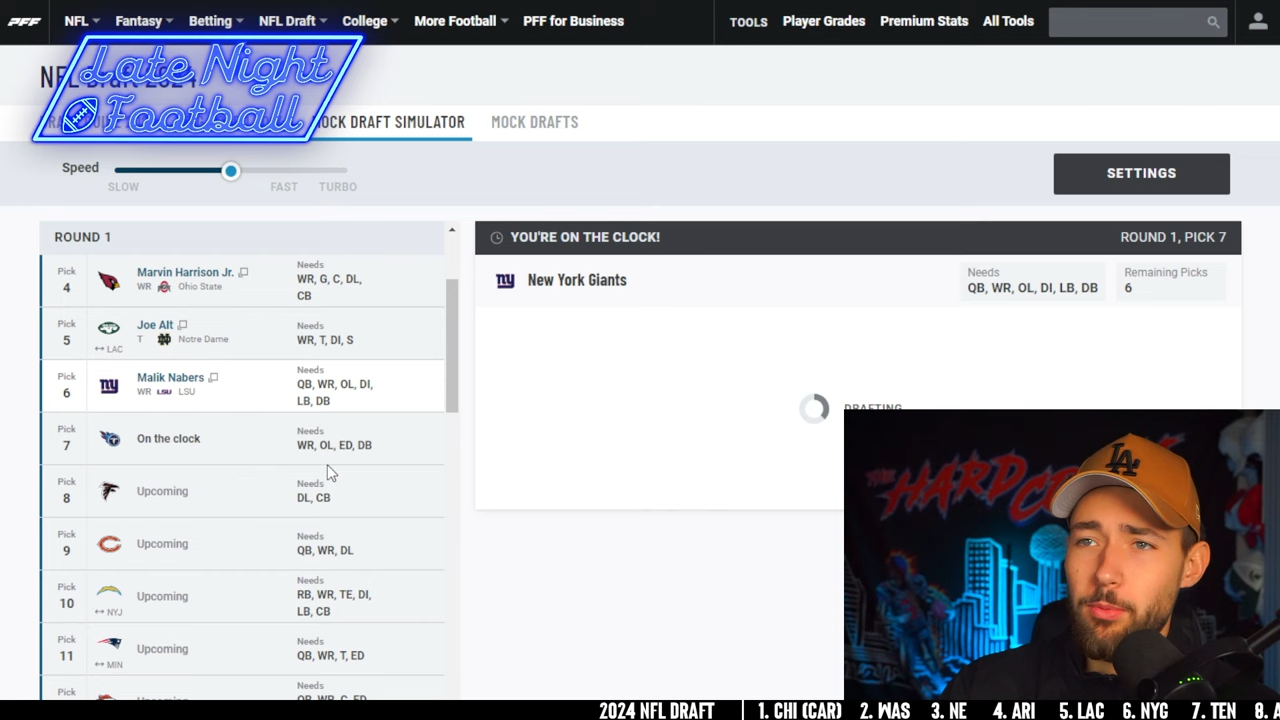 PFF NFL Fantasy Betting NFL Draft College More Football PFF for Business TOOLS Player Grades Premium Stats All Tools
Late Night
Football
MOCK DRAFT SIMULATOR MOCK DRAFTS
Speed
SLOW FAST TURBO
SETTINGS
ROUND 1
Pick 4 Marvin Harrison Jr. Needs
WR Ohio State WR, G, C, DL,
CB
Pick 5 Joe Alt Needs
T Notre Dame WR, T, DI, S
↔ LAC
Pick 6 Malik Nabers Needs
WR LSU LSU QB, WR, OL, DI,
LB, DB
Pick 7 On the clock Needs
WR, OL, ED, DB
Pick 8 Upcoming Needs
DL, CB
Pick 9 Upcoming Needs
QB, WR, DL
Pick 10 Upcoming Needs
RB, WR, TE, DI,
LB, CB
↔ NYJ
Pick 11 Upcoming Needs
QB, WR, T, ED
↔ MIN
Pick
YOU'RE ON THE CLOCK! ROUND 1, PICK 7
ny New York Giants Needs Remaining Picks
QB, WR, OL, DI, LB, DB 6
DRAFTING
THE HARD
2024 NFL DRAFT 1. CHI (CAR) 2. WAS 3. NE 4. ARI 5. LAC 6. NYG 7. TEN 8. A